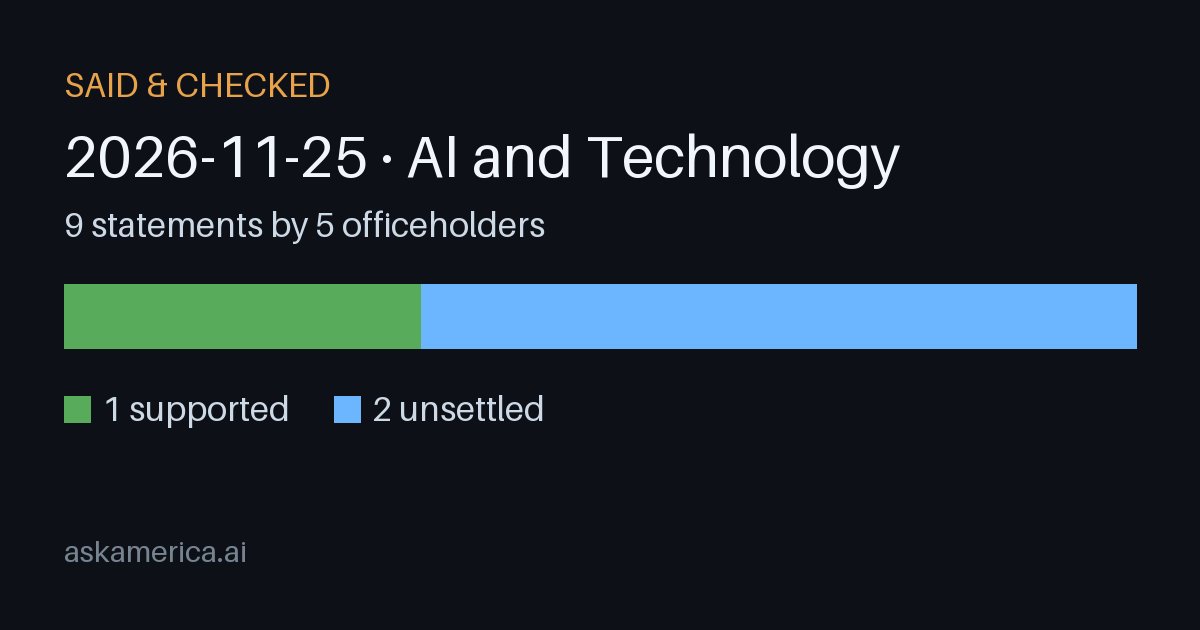 SAID & CHECKED
2026-11-25 · AI and Technology
9 statements by 5 officeholders
1 supported 2 unsettled
askamerica.ai